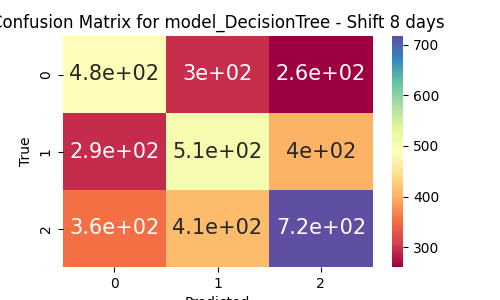 Confusion Matrix for model_DecisionTree - Shift 8 days
True
0 4.8e+02 3e+02 2.6e+02
1 2.9e+02 5.1e+02 4e+02
2 3.6e+02 4.1e+02 7.2e+02
0 1 2
Predicted
700
600
500
400
300